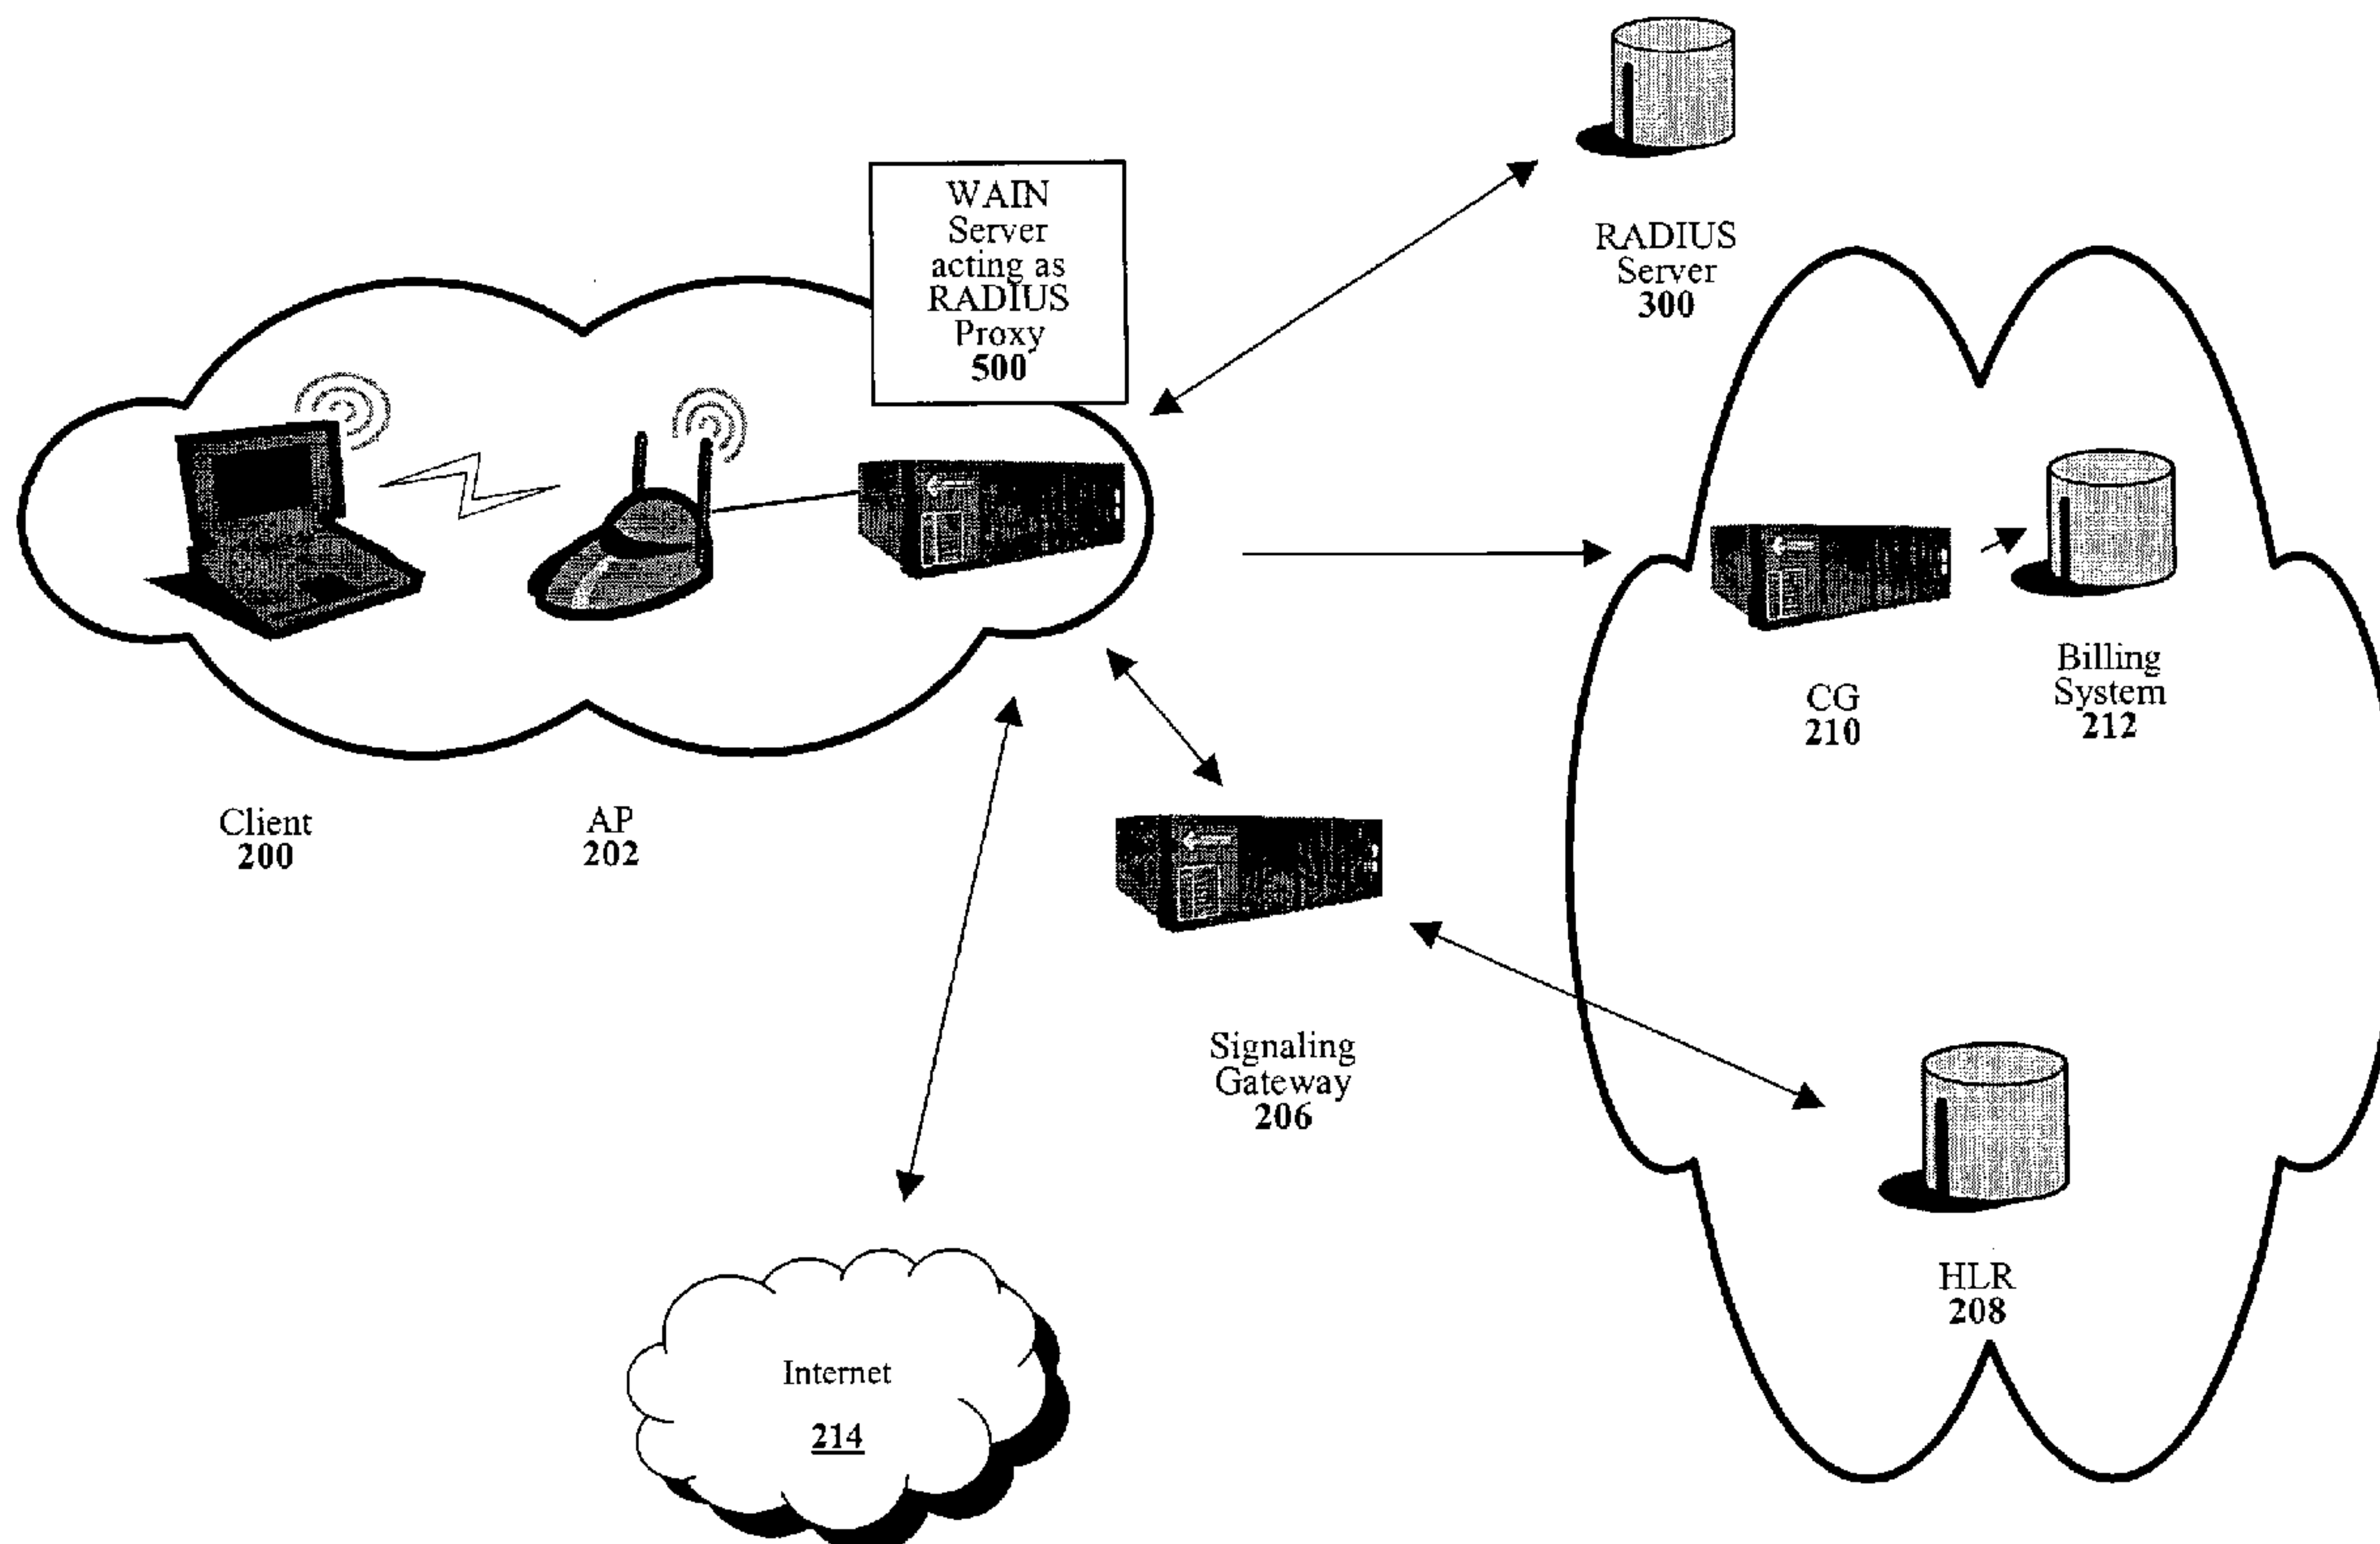 WAIN
Server
acting as
RADIUS
Proxy
500
RADIUS
Server
300
Billing
System
212
CG
210
Client
200
AP
202
Signaling
Gateway
206
HLR
208
Internet
214